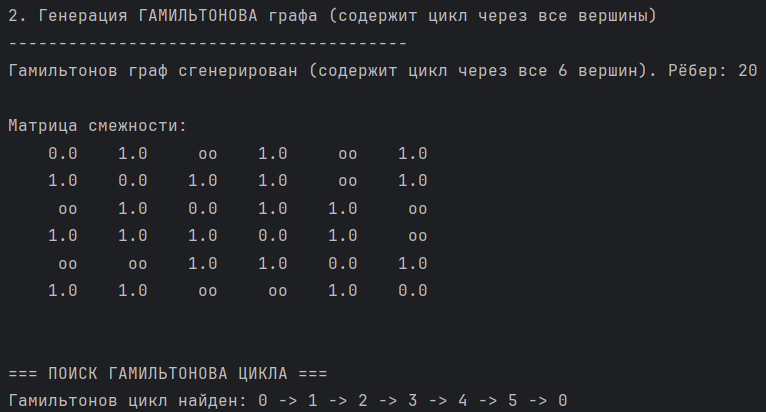 2. Генерация ГАМИЛЬТОНОВА графа (содержит цикл через все вершины)
----------------------------------------
Гамильтонов граф сгенерирован (содержит цикл через все 6 вершин). Рёбер: 20
Матрица смежности:
0.0 1.0 oo 1.0 oo 1.0
1.0 0.0 1.0 1.0 oo 1.0
oo 1.0 0.0 1.0 1.0 oo
1.0 1.0 1.0 0.0 1.0 oo
oo oo 1.0 1.0 0.0 1.0
1.0 1.0 oo oo 1.0 0.0
=== ПОИСК ГАМИЛЬТОНОВА ЦИКЛА ===
Гамильтонов цикл найден: 0 -> 1 -> 2 -> 3 -> 4 -> 5 -> 0